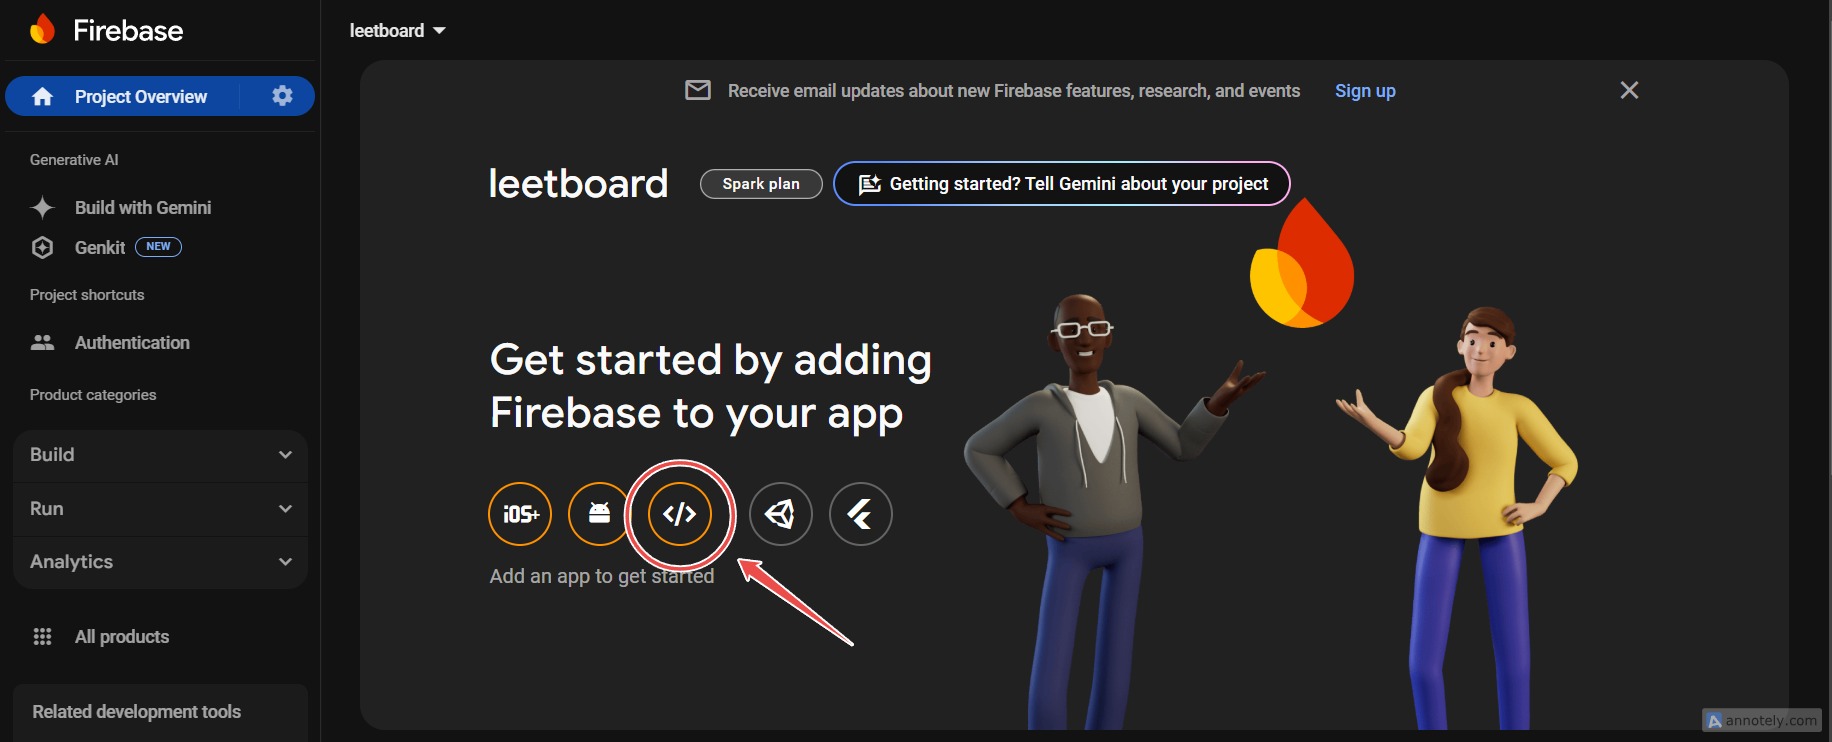 Firebase
leetboard
Project Overview
Receive email updates about new Firebase features, research, and events Sign up
Generative AI
Build with Gemini
Genkit NEW
Project shortcuts
Authentication
Product categories
Build
Run
Analytics
All products
Related development tools
leetboard Spark plan Getting started? Tell Gemini about your project
Get started by adding
Firebase to your app
iOS+ </>
Add an app to get started
annotely.com